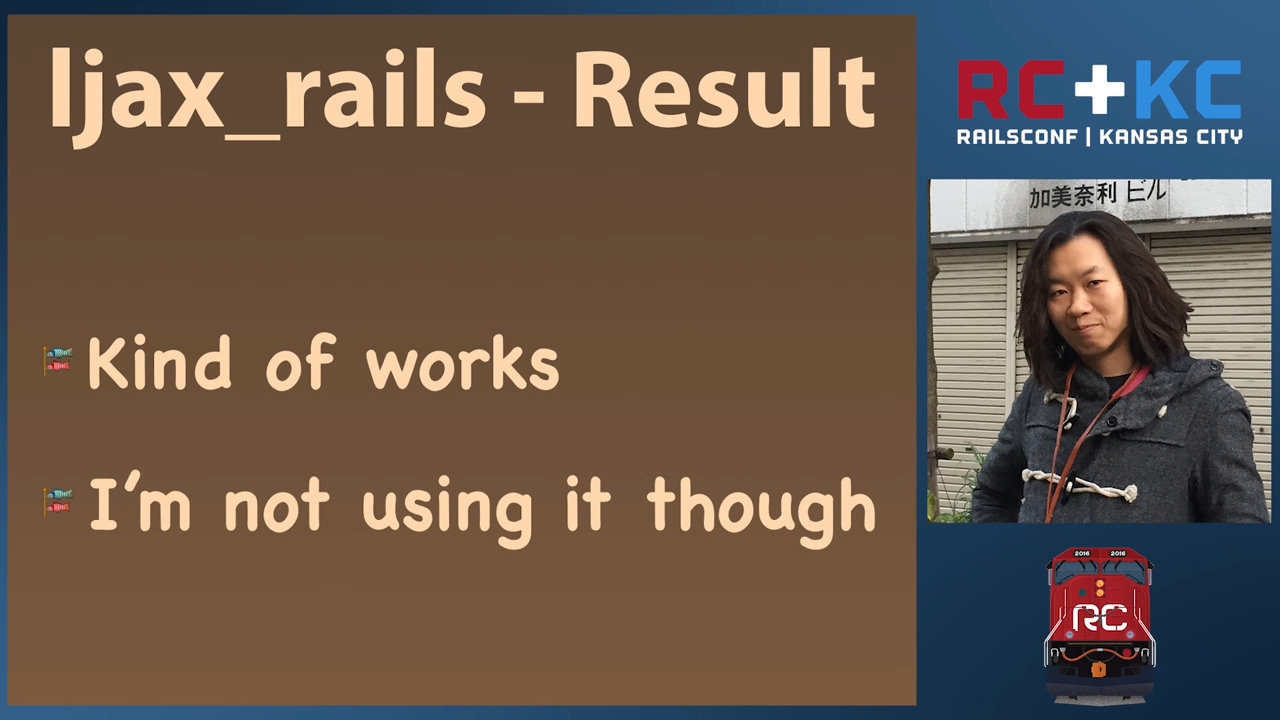 ljax_rails - Result
Kind of works
I'm not using it though
RC+KC
RAILSCONF | KANSAS CITY
加美奈利 ビル
2016 2016
RC